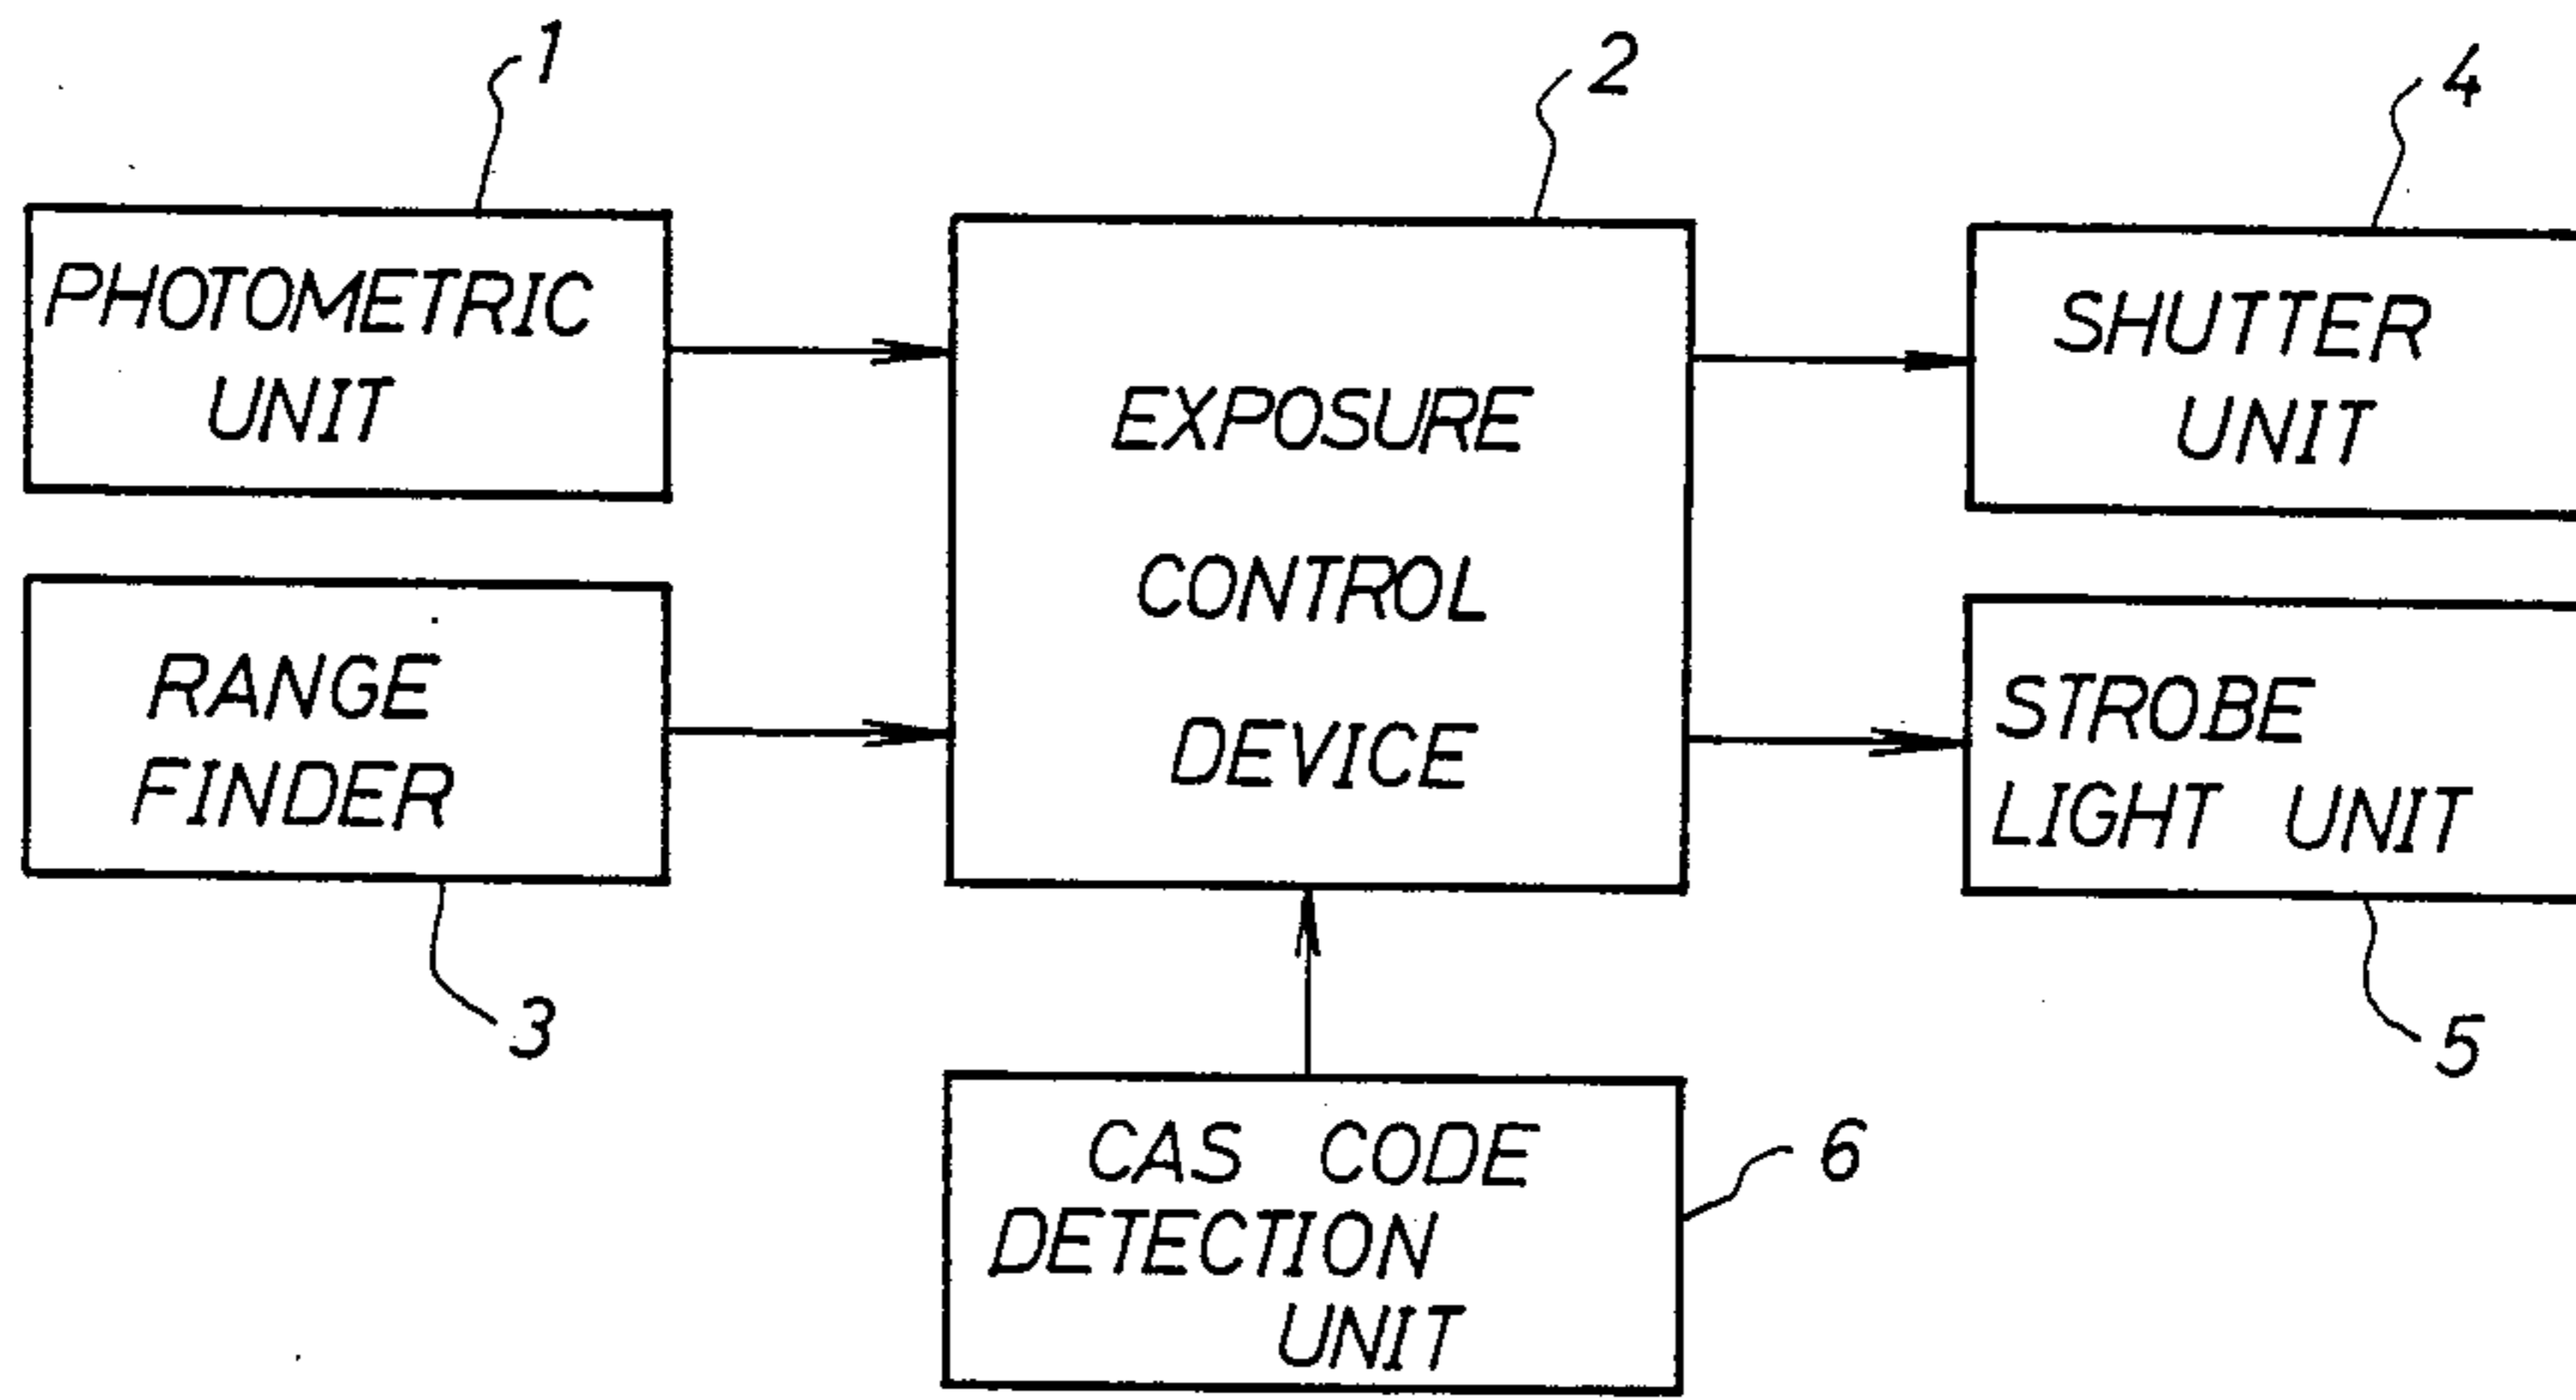 1
2
4
PHOTOMETRIC
UNIT
EXPOSURE
CONTROL
DEVICE
SHUTTER
UNIT
RANGE
FINDER
STROBE
LIGHT UNIT
3
5
CAS CODE
DETECTION
UNIT
6